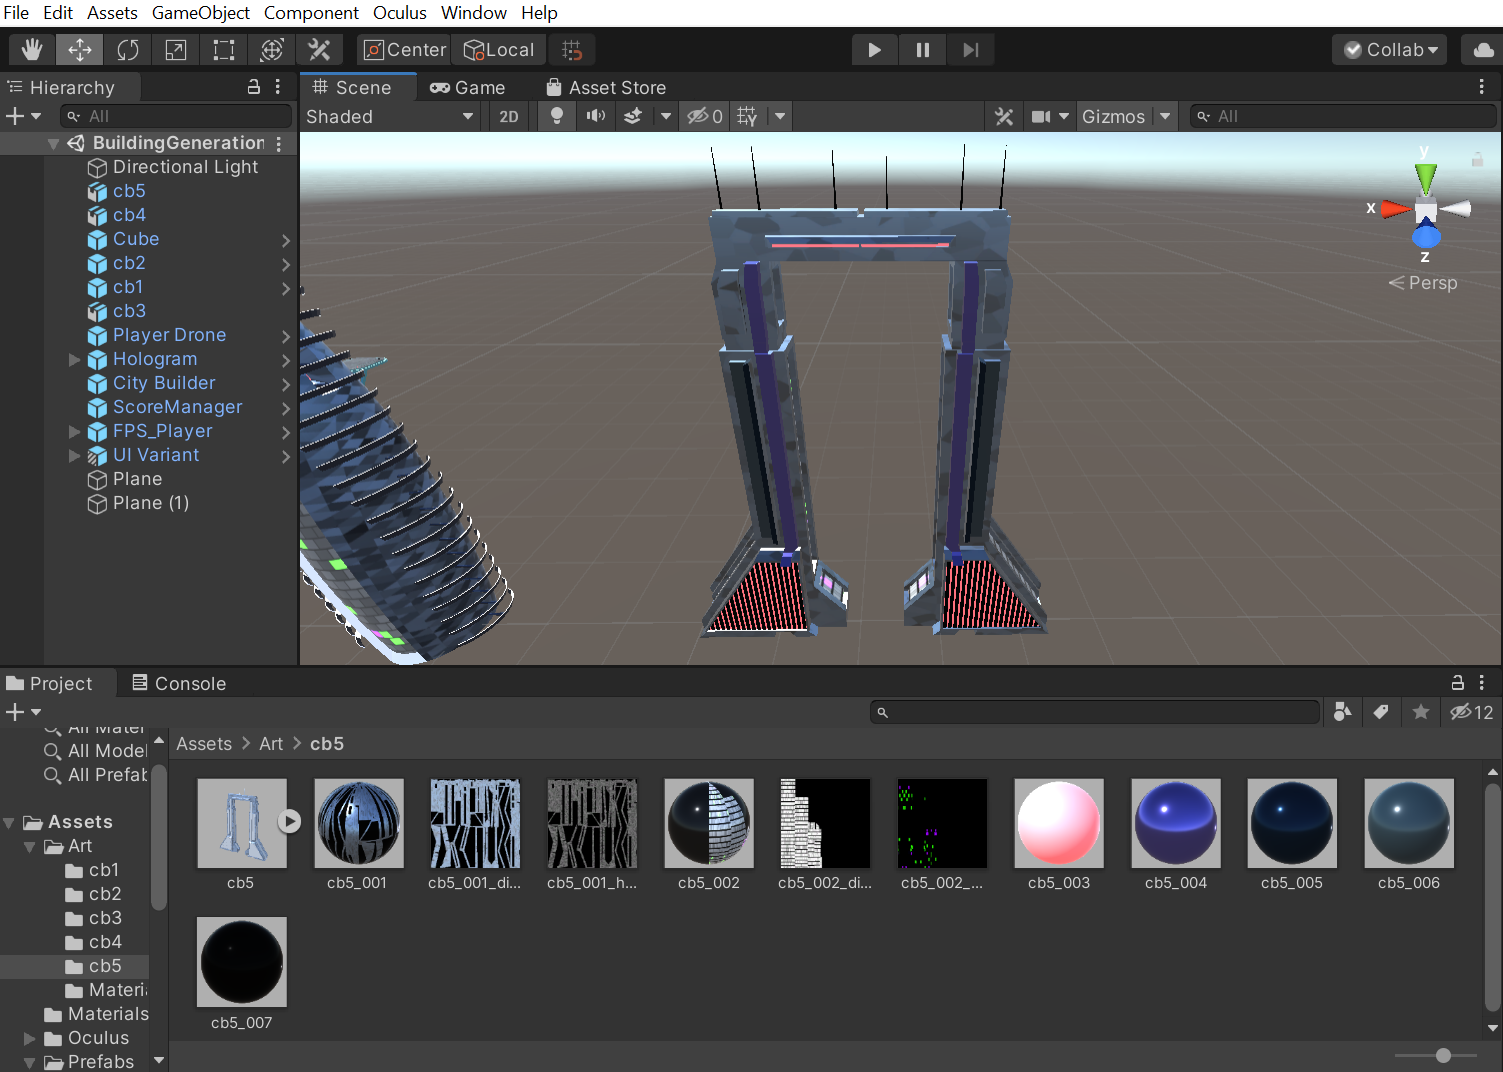 File Edit Assets GameObject Component Oculus Window Help
Center Local Collab
Hierarchy
All
BuildingGeneration
Directional Light
cb5
cb4
Cube
cb2
cb1
cb3
Player Drone
Hologram
City Builder
ScoreManager
FPS_Player
UI Variant
Plane
Plane (1)
Scene Game Asset Store
Shaded 2D 0 Gizmos All
y
x
z
Persp
Project Console
12
All Mater
All Model
All Prefab
Assets
Art
cb1
cb2
cb3
cb4
cb5
Materi
Materials
Oculus
Prefabs
Assets > Art > cb5
cb5 cb5_001 cb5_001_di... cb5_001_h... cb5_002 cb5_002_di... cb5_002_... cb5_003 cb5_004 cb5_005 cb5_006
cb5_007